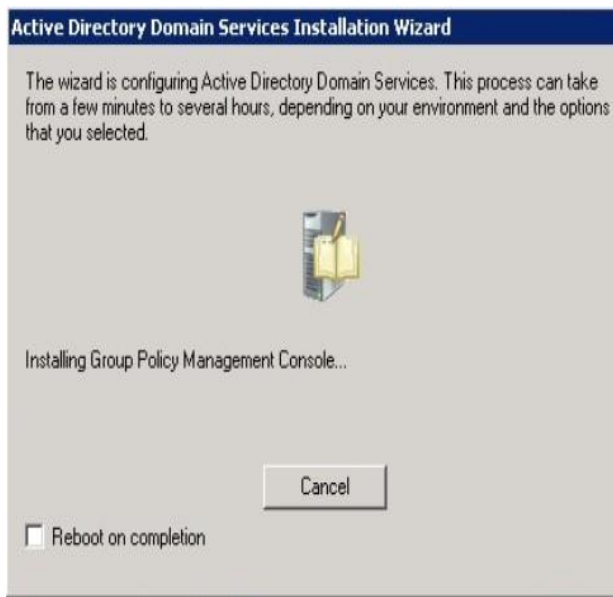 Active Directory Domain Services Installation Wizard
The wizard is configuring Active Directory Domain Services. This process can take
from a few minutes to several hours, depending on your environment and the options
that you selected.
Installing Group Policy Management Console...
Cancel
Reboot on completion